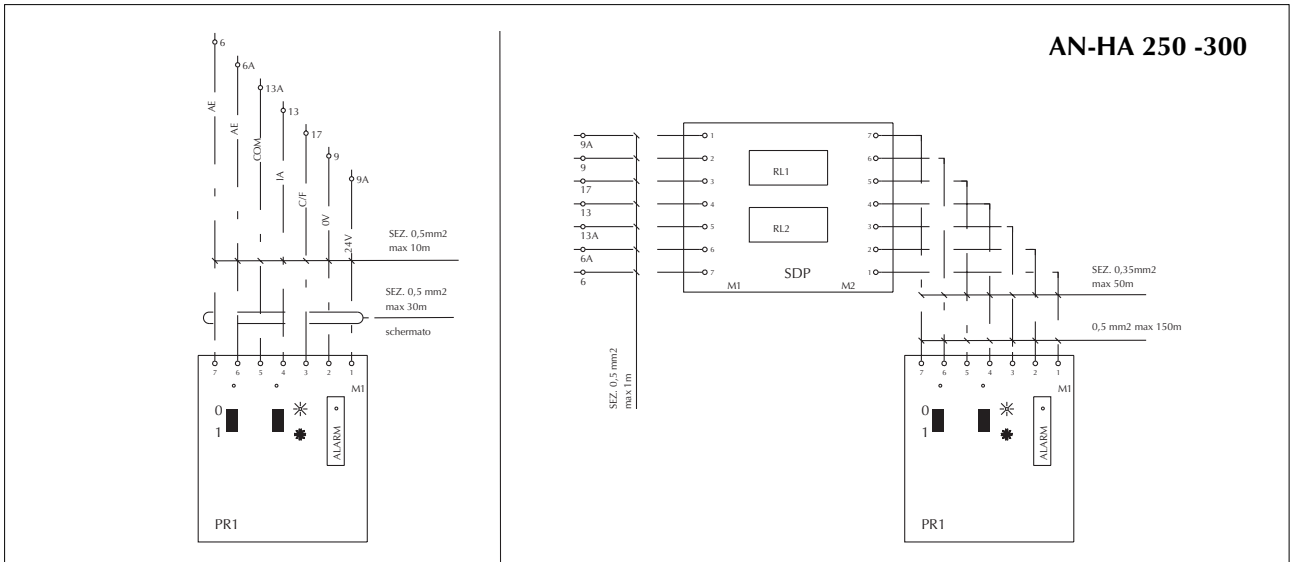 AN-HA 250 -300
6
6A
13A
13
17
9
9A
AE
AE
COM
IA
C/F
0V
24V
SEZ. 0,5mm2
max 10m
SEZ. 0,5 mm2
max 30m
schermato
7 6 5 4 3 2 1
M1
0
1
ALARM
PR1
9A
9
17
13
13A
6A
6
SEZ. 0,5 mm2
max 1m
1
2
3
4
5
6
7
RL1
RL2
SDP
M1
M2
7
6
5
4
3
2
1
SEZ. 0,35mm2
max 50m
0,5 mm2 max 150m
7 6 5 4 3 2 1
M1
0
1
ALARM
PR1